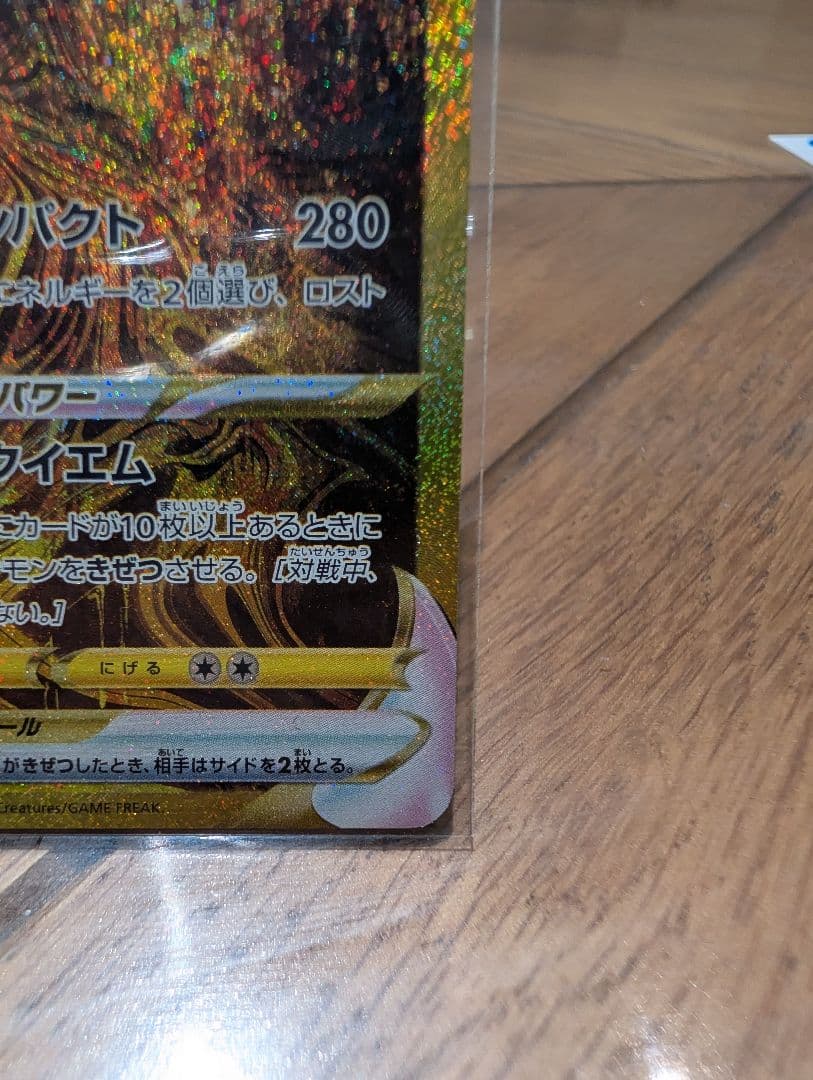 ンパクト 280
エネルギーを2個選び、ロスト
パワー
クイエム
にカードが10枚以上あるときに
モンをきぜつさせる。[対戦中、
ない。]
にげる
ール
がきぜつしたとき、相手はサイドを2枚とる。
Creatures/GAME FREAK